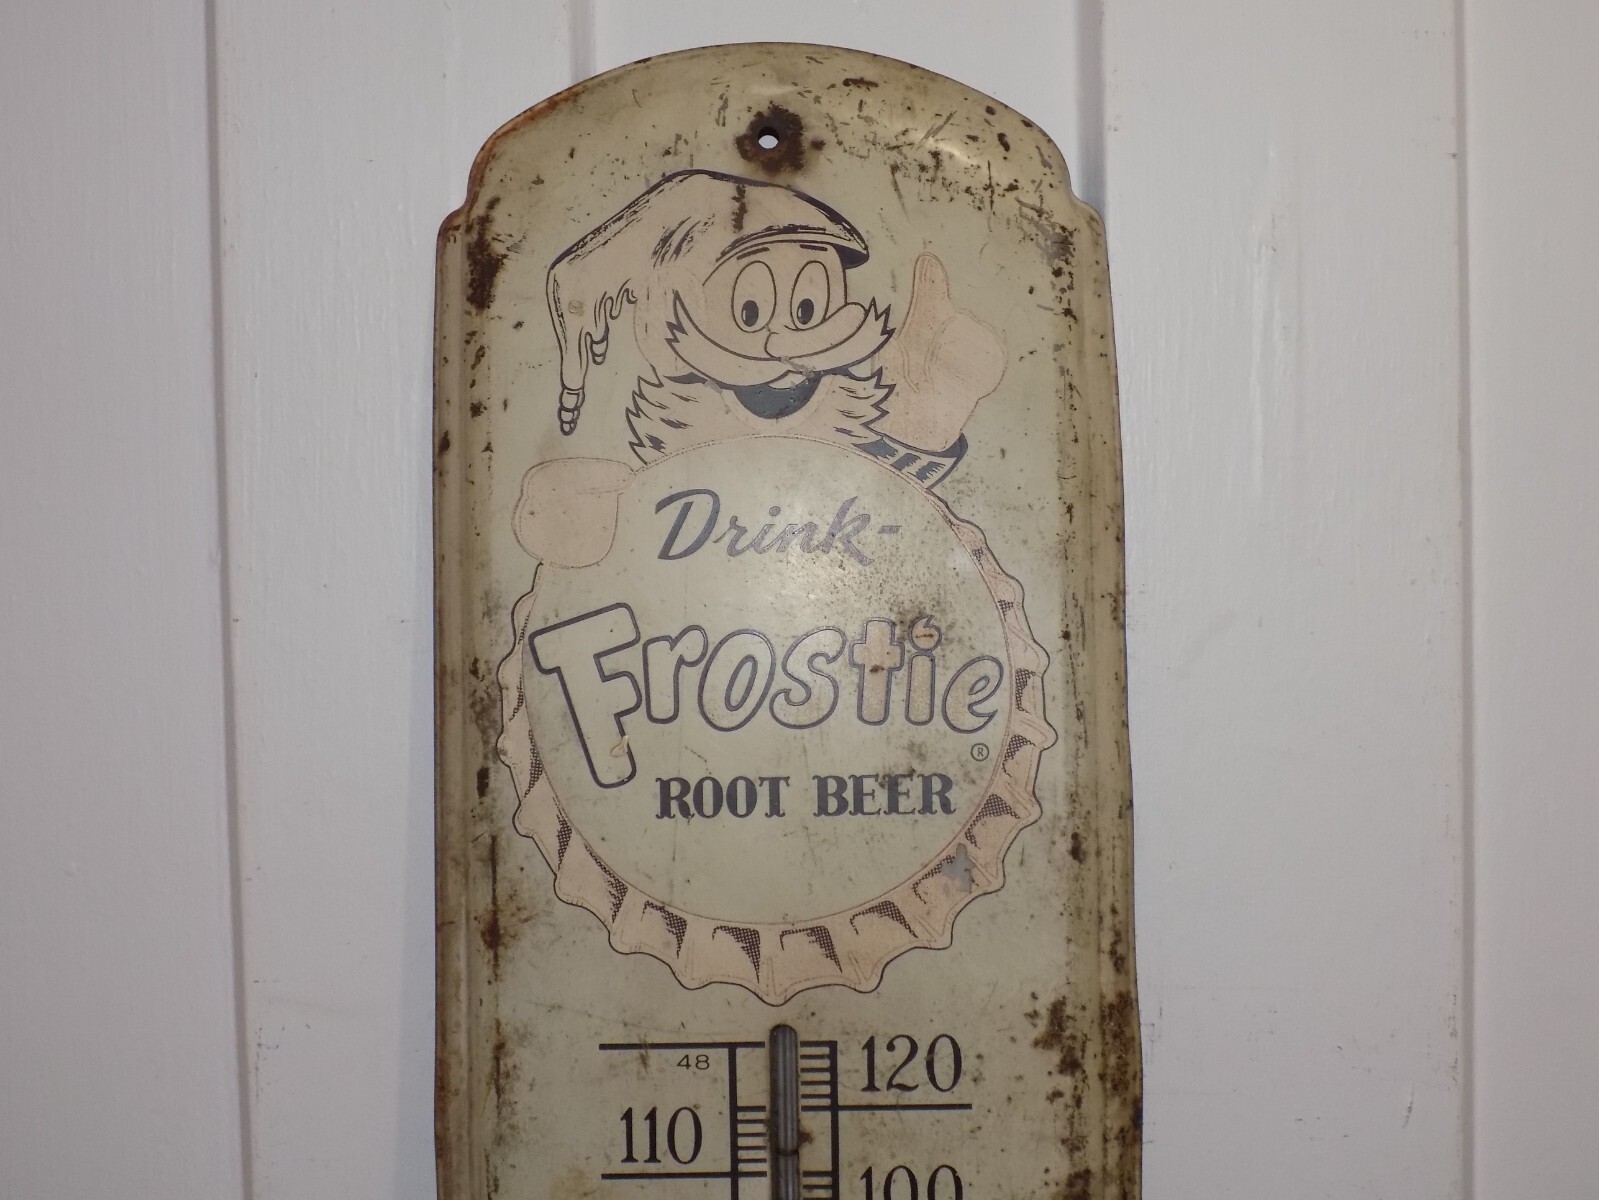 Drink-
Frostie®
ROOT BEER
48 120
110
100